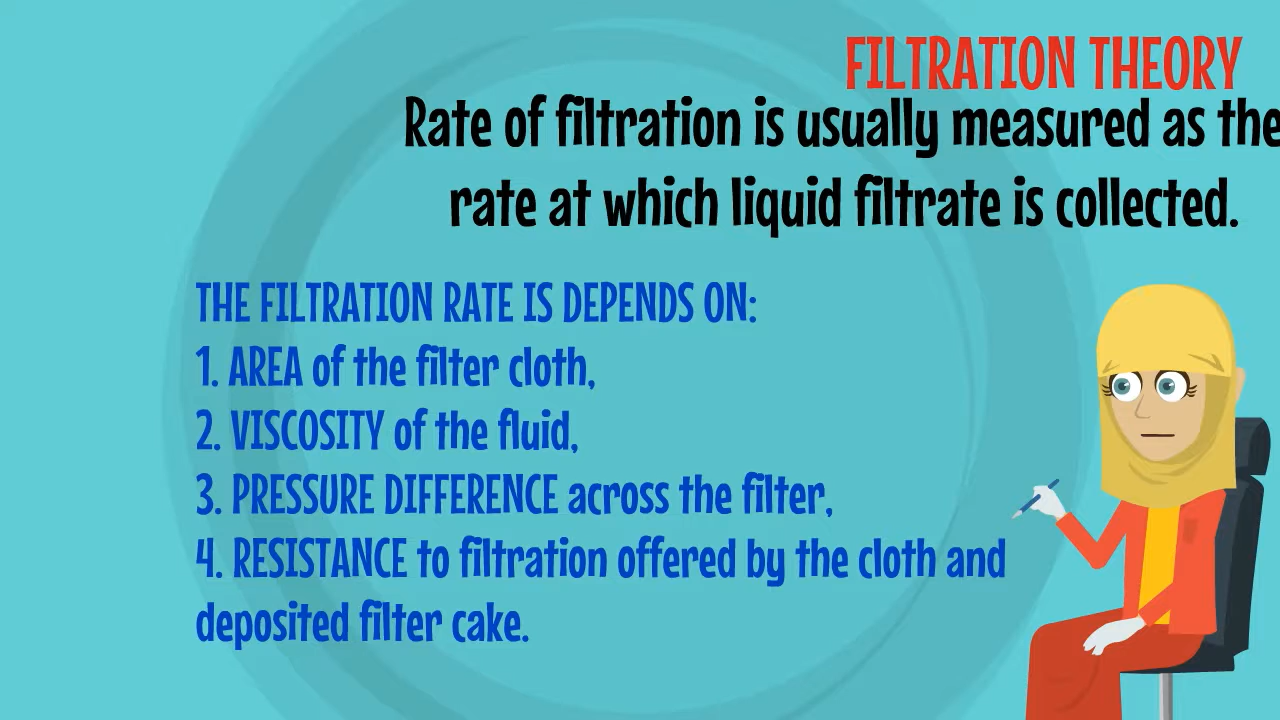 FILTRATION THEORY
Rate of filtration is usually measured as the
rate at which liquid filtrate is collected.
THE FILTRATION RATE IS DEPENDS ON:
1. AREA of the filter cloth,
2. VISCOSITY of the fluid,
3. PRESSURE DIFFERENCE across the filter,
4. RESISTANCE to filtration offered by the cloth and
deposited filter cake.